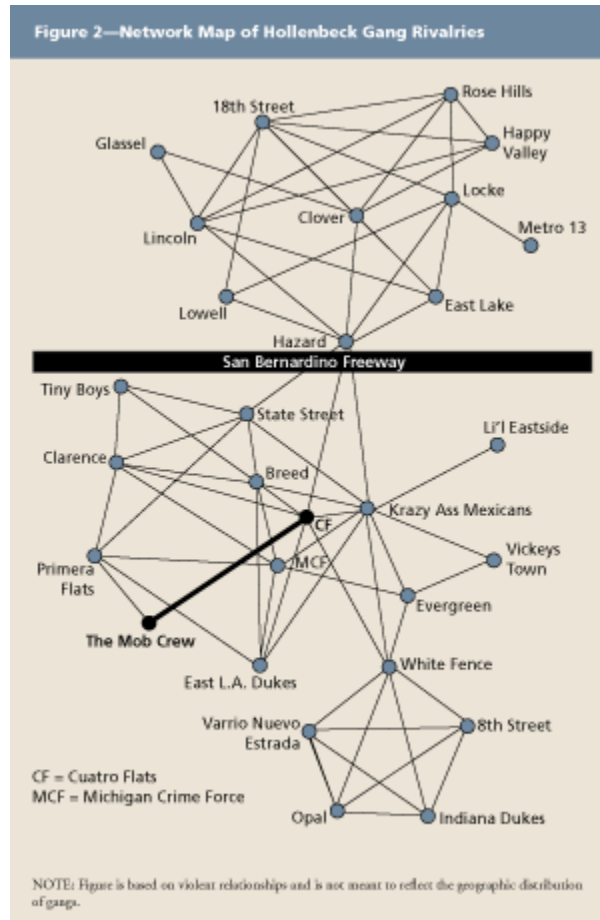 Figure 2—Network Map of Hollenbeck Gang Rivalries
Rose Hills
18th Street
Glassel
Happy
Valley
Locke
Clover
Lincoln
Metro 13
Lowell
East Lake
Hazard
San Bernardino Freeway
Tiny Boys
State Street
Li'l Eastside
Clarence
Breed
Krazy Ass Mexicans
CF
Vickeys
Town
MCF
Primera
Flats
Evergreen
The Mob Crew
White Fence
East L.A. Dukes
Varrio Nuevo
Estrada
8th Street
CF = Cuatro Flats
MCF = Michigan Crime Force
Opal
Indiana Dukes
NOTE: Figure is based on violent relationships and is not meant to reflect the geographic distribution
of gangs.